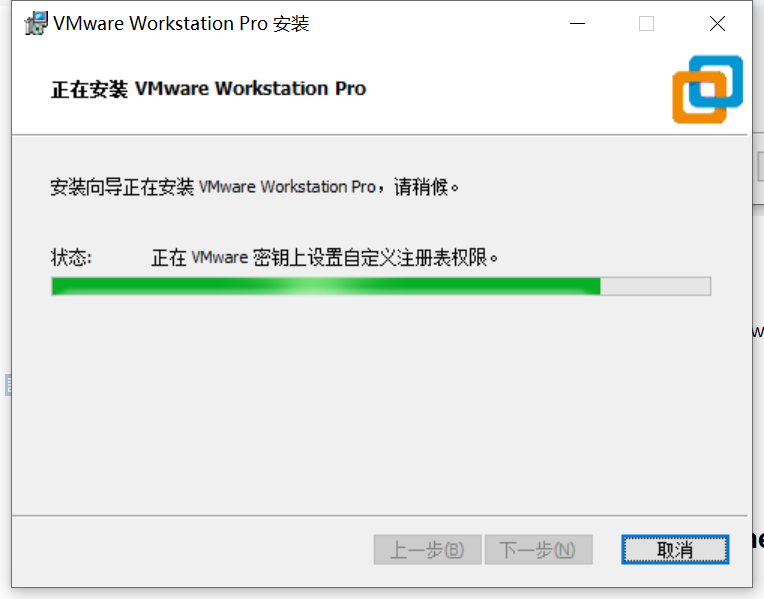 VMware Workstation Pro 安装
正在安装 VMware Workstation Pro
安装向导正在安装 VMware Workstation Pro，请稍候。
状态: 正在 VMware 密钥上设置自定义注册表权限。
上一步(B) 下一步(N) 取消